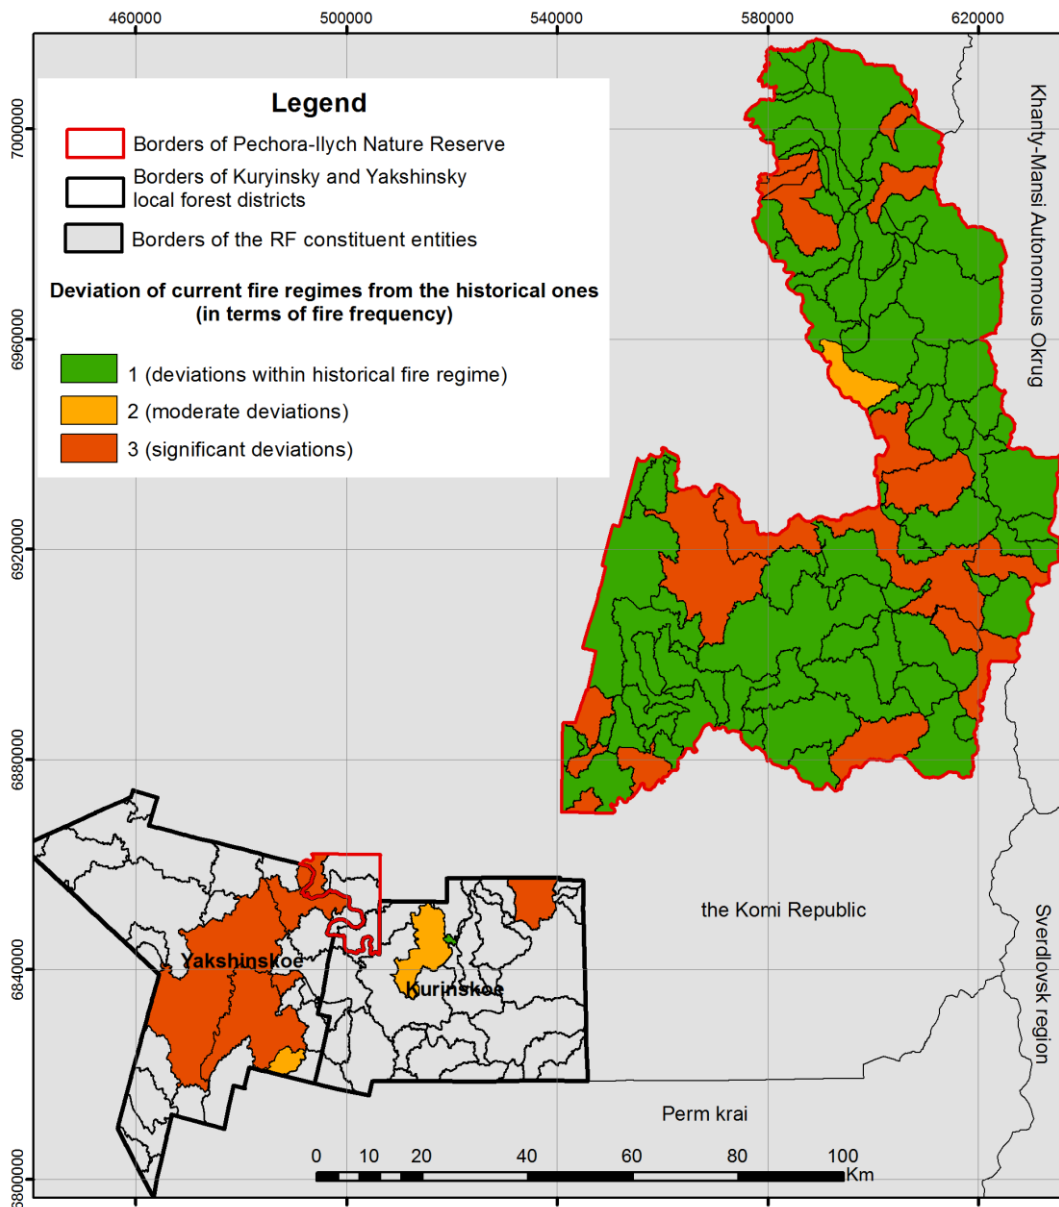 460000 500000 540000 580000 620000
7000000
6960000
6920000
6880000
6840000
6800000
Legend
Borders of Pechora-Ilych Nature Reserve
Borders of Kuryinsky and Yakshinsky
local forest districts
Borders of the RF constituent entities
Deviation of current fire regimes from the historical ones
(in terms of fire frequency)
1 (deviations within historical fire regime)
2 (moderate deviations)
3 (significant deviations)
Khanty-Mansi Autonomous Okrug
the Komi Republic
Yakshinskoe
Kurinskoe
Sverdlovsk region
Perm krai
0 10 20 40 60 80 100
Km